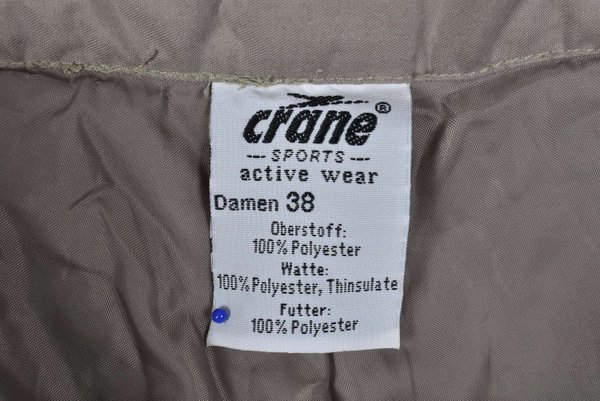 crane®
--- SPORTS ---
active wear
Damen 38
Oberstoff:
100% Polyester
Watte:
100% Polyester, Thinsulate
Futter:
100% Polyester